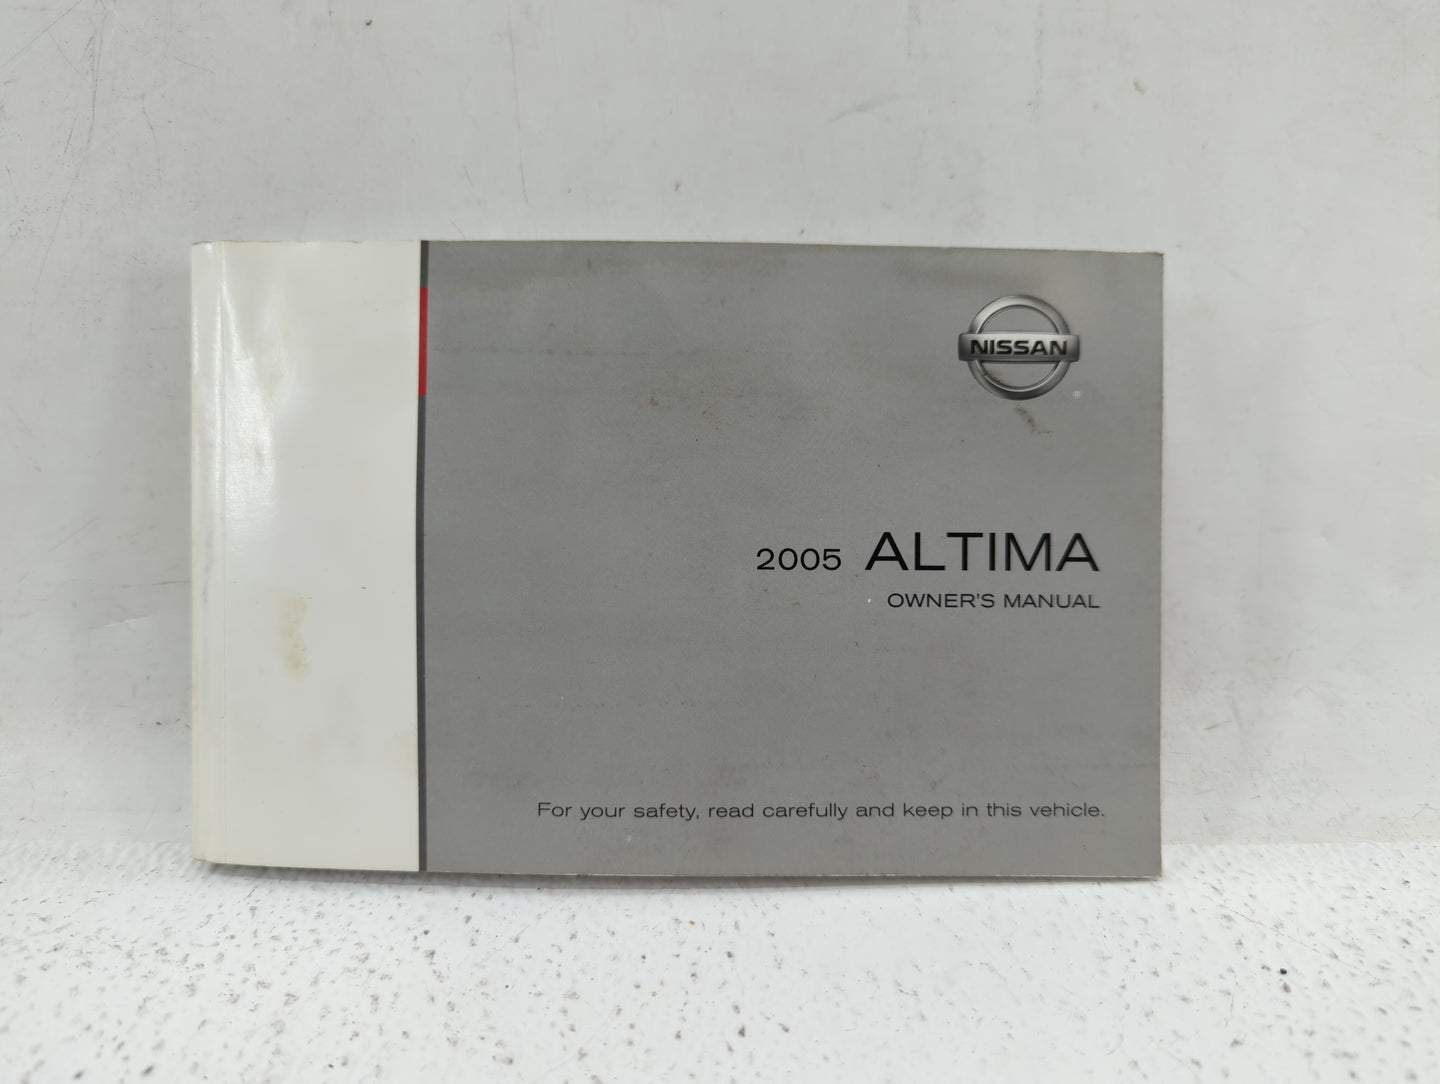 NISSAN
®
2005 ALTIMA
OWNER'S MANUAL
For your safety, read carefully and keep in this vehicle.